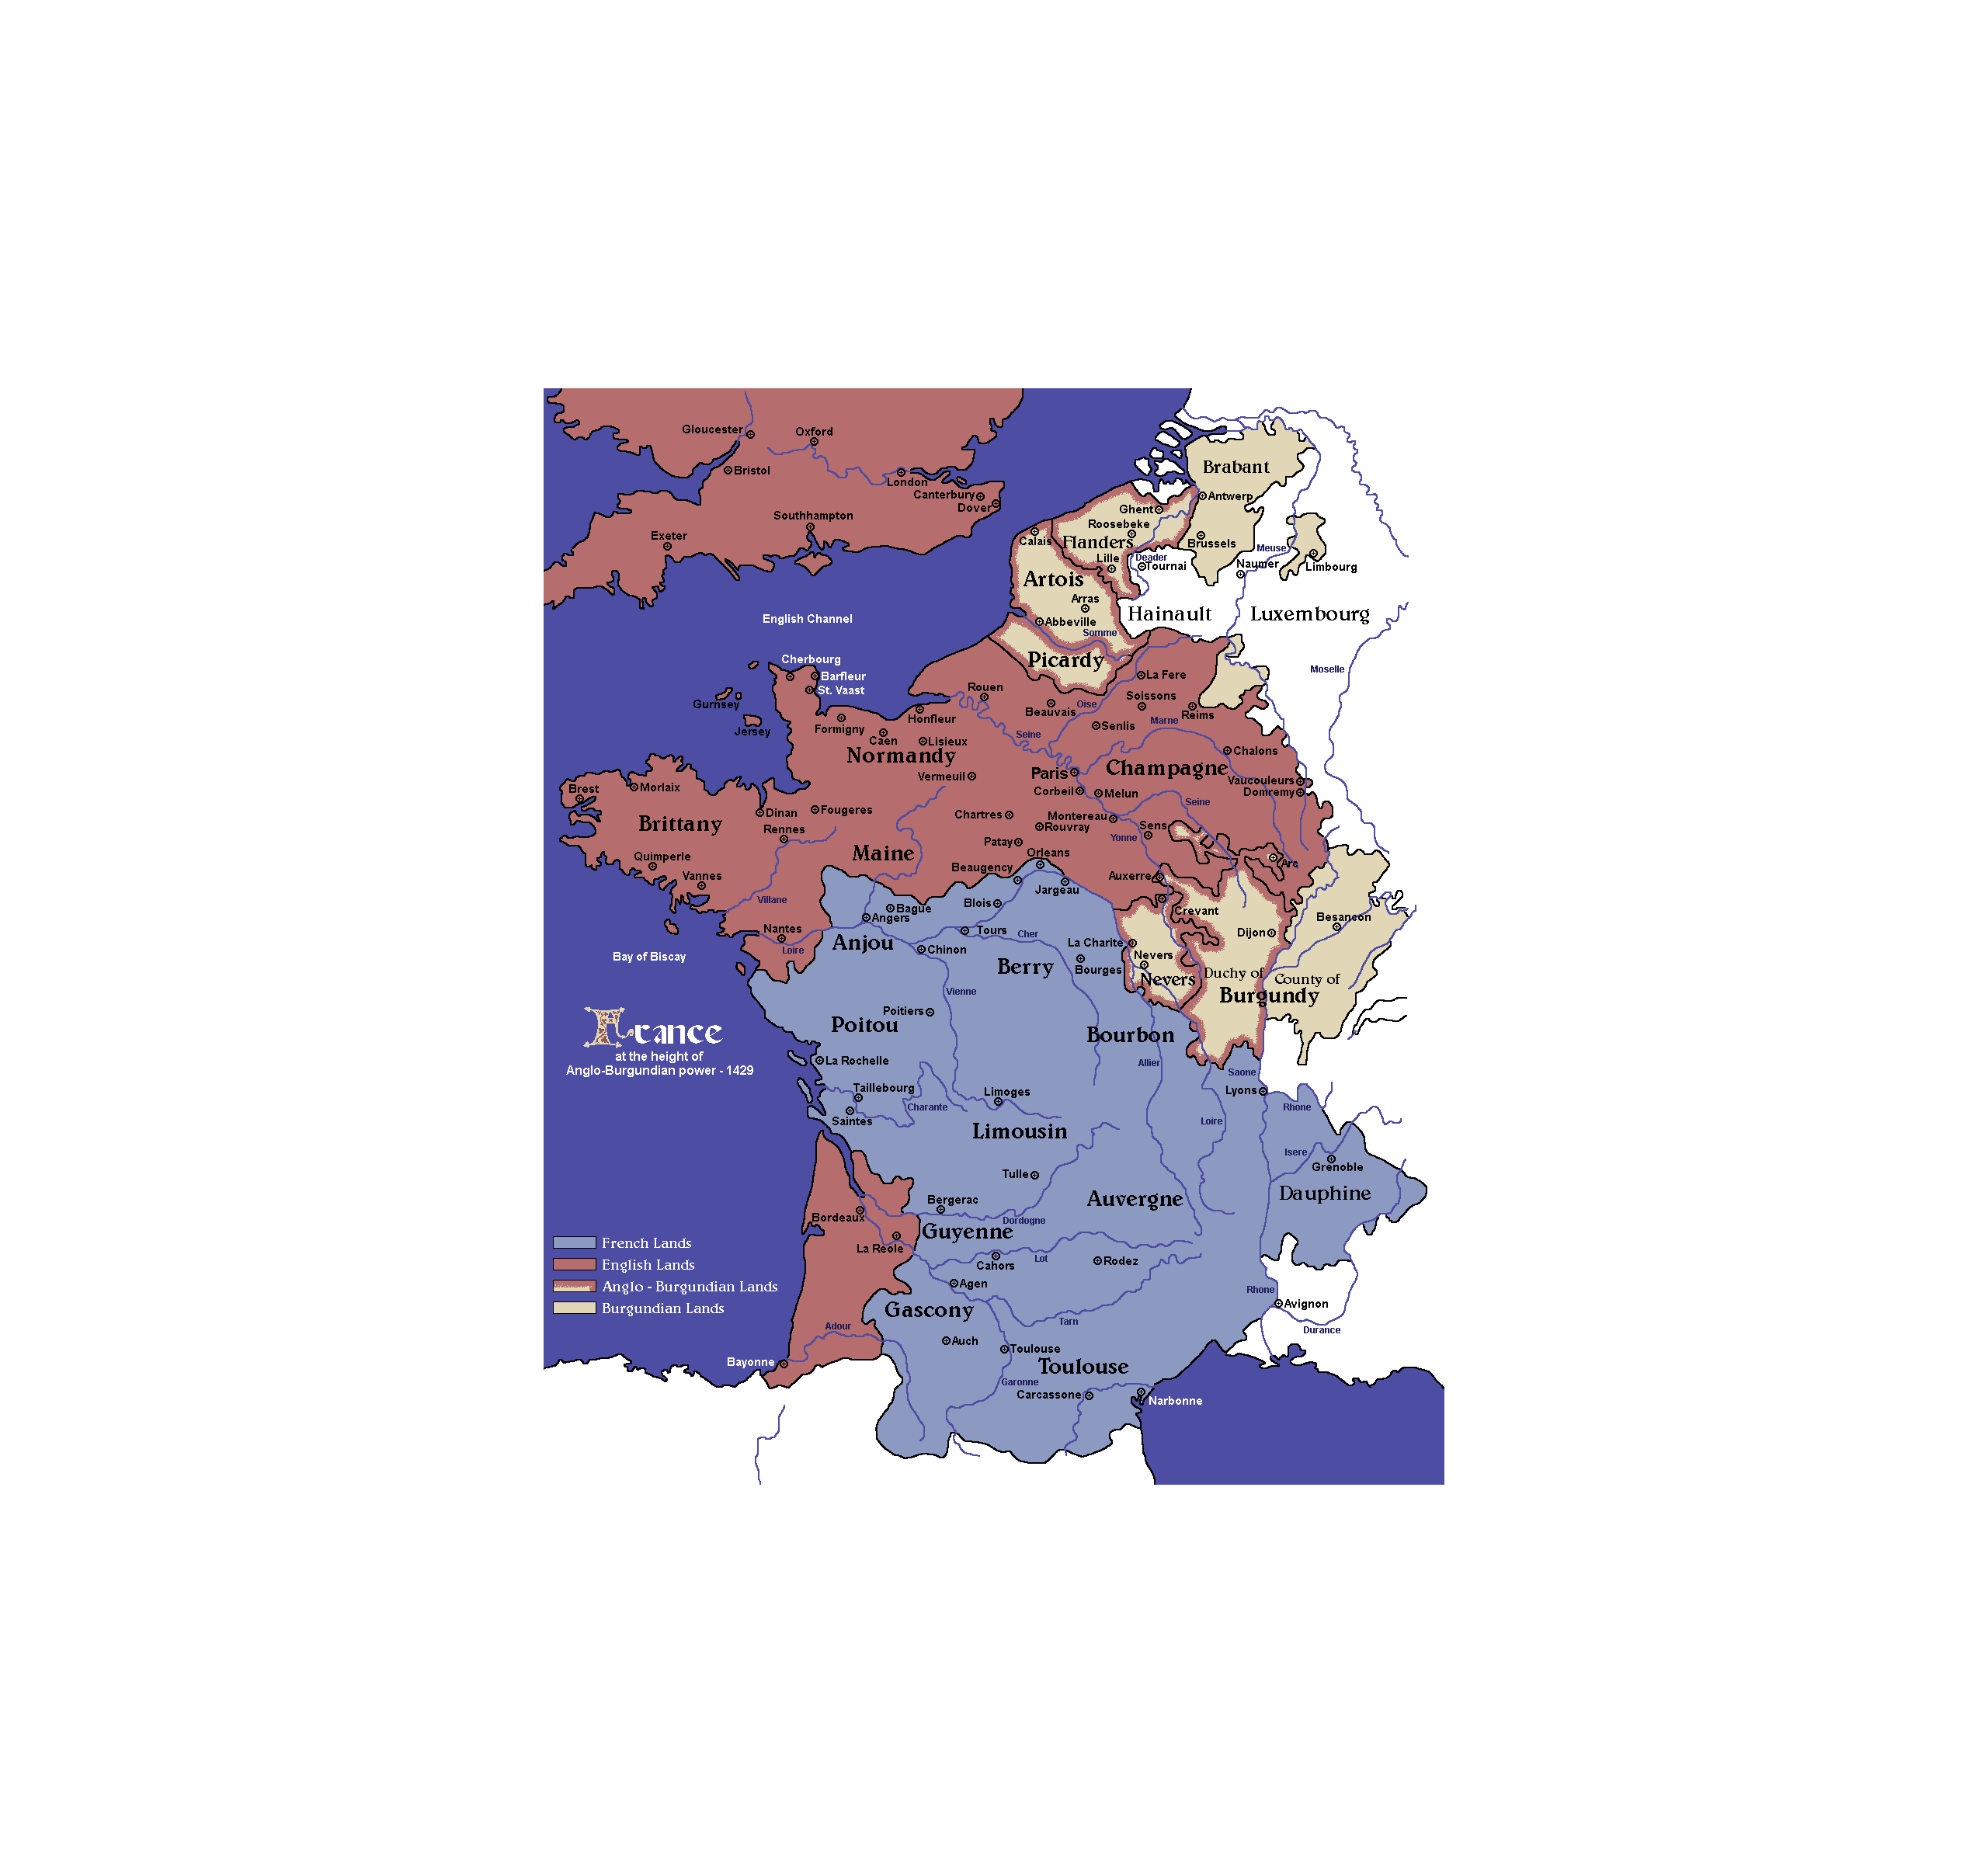 Gloucester
Oxford
Bristol
London
Canterbury
Dover
Southhampton
Exeter
Brabant
Antwerp
Ghent
Roosebeke
Calais
Flanders
Brussels
Lille
Deader
Tournai
Meuse
Naumer
Limbourg
Artois
Arras
Hainault
Luxembourg
Abbeville
Somme
English Channel
Picardy
Cherbourg
Barfleur
St. Vaast
La Fere
Moselle
Gurnsey
Jersey
Rouen
Beauvais
Oise
Soissons
Reims
Formigny
Honfleur
Senlis
Marne
Caen
Lisieux
Seine
Normandy
Chalons
Vermeuil
Paris
Champagne
Vaucouleurs
Brest
Morlaix
Corbeil
Melun
Domremy
Dinan
Fougeres
Chartres
Montereau
Seine
Brittany
Rennes
Rouvray
Yonne
Sens
Maine
Patay
Orleans
Quimperle
Vannes
Beaugency
Jargeau
Auxerre
Arc
Villane
Bague
Angers
Blois
Crevant
Besancon
Nantes
Loire
Anjou
Tours
Cher
La Charite
Dijon
Chinon
Bay of Biscay
Berry
Bourges
Nevers
Nevers
Duchy of
County of
Burgundy
Vienne
Poitiers
Poitou
Bourbon
France
at the height of
Anglo-Burgundian power - 1429
La Rochelle
Allier
Saone
Taillebourg
Limoges
Lyons
Charante
Rhone
Saintes
Limousin
Loire
Isere
Grenoble
Tulle
Dauphine
Bergerac
Auvergne
Bordeaux
Dordogne
Guyenne
La Reole
Cahors
Lot
Rodez
French Lands
English Lands
Anglo - Burgundian Lands
Burgundian Lands
Agen
Rhone
Avignon
Gascony
Tarn
Durance
Adour
Auch
Toulouse
Bayonne
Toulouse
Garonne
Carcassone
Narbonne